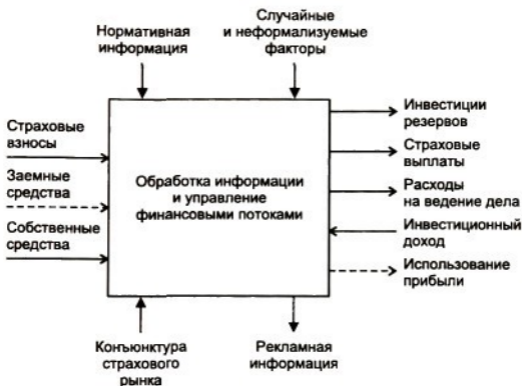 Нормативная
информация
Случайные
и неформализуемые
факторы
Страховые
взносы
Заемные
средства
Собственные
средства
Обработка информации
и управление
финансовыми потоками
Инвестиции
резервов
Страховые
выплаты
Расходы
на ведение дела
Инвестиционный
доход
Использование
прибыли
Конъюнктура
страхового
рынка
Рекламная
информация